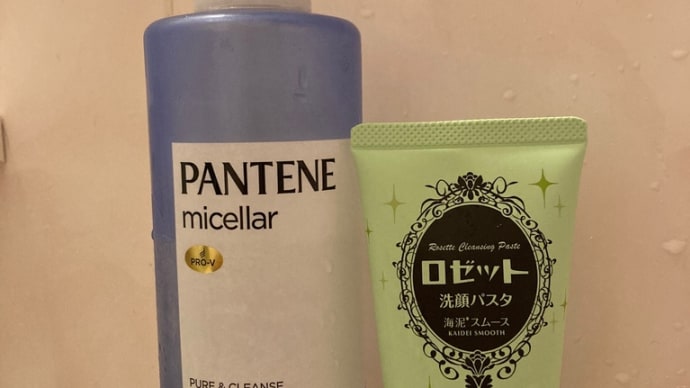 PANTENE
micellar
PRO-V
PURE & CLEANSE
Rosette Cleansing Paste
ロゼット
洗顔パスタ
海泥*スムース
KAIDEI SMOOTH